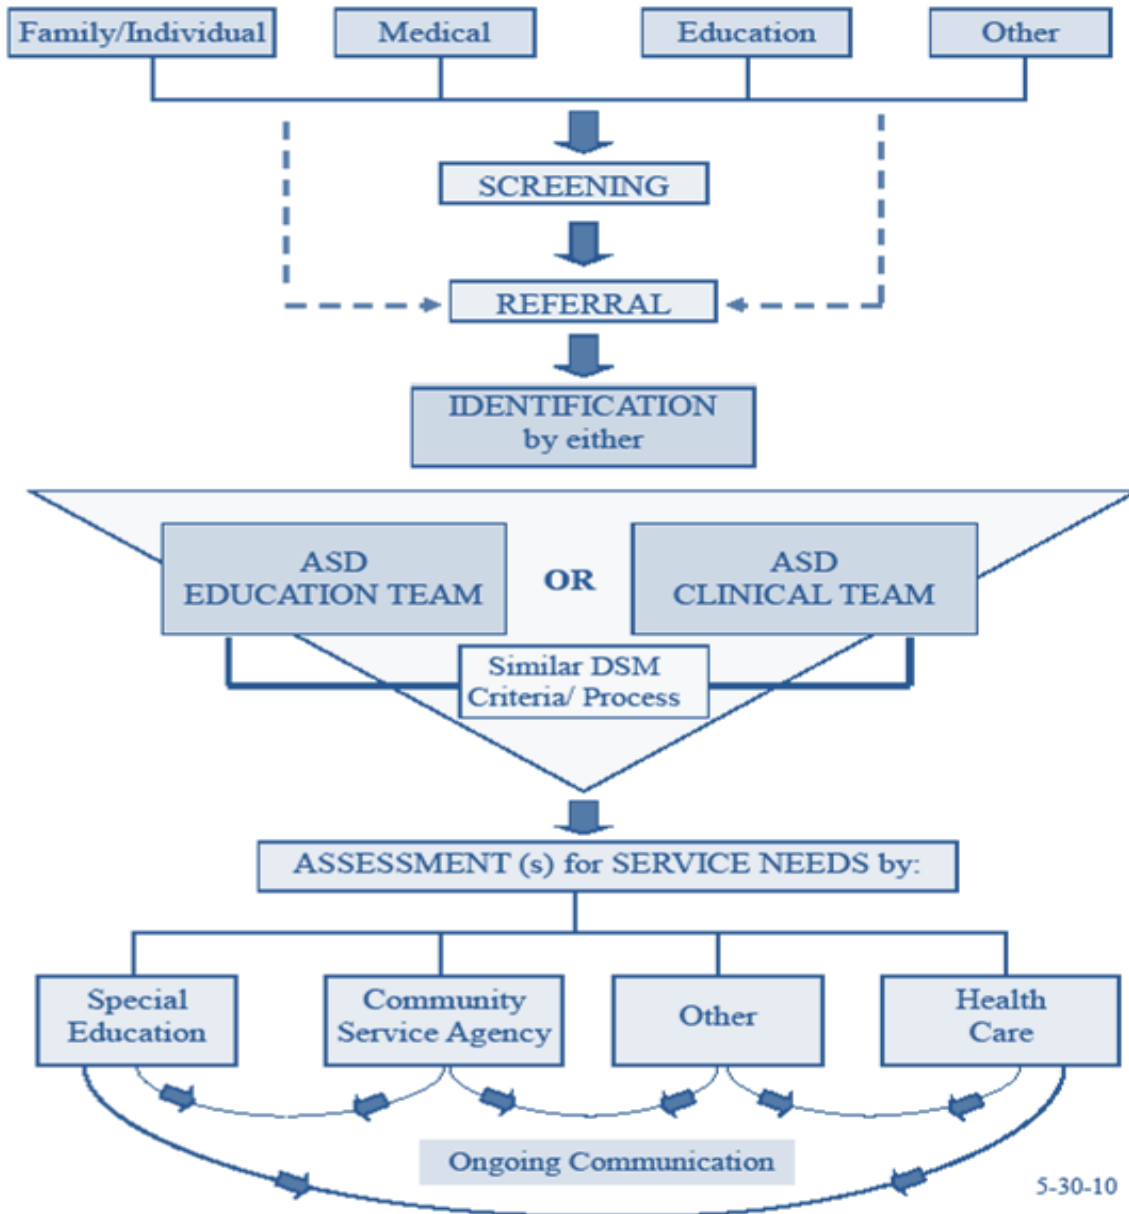 Family/Individual
Medical
Education
Other
SCREENING
REFERRAL
IDENTIFICATION
by either
ASD
EDUCATION TEAM
OR
ASD
CLINICAL TEAM
Similar DSM
Criteria/ Process
ASSESSMENT (s) for SERVICE NEEDS by:
Special
Education
Community
Service Agency
Other
Health
Care
Ongoing Communication
5-30-10